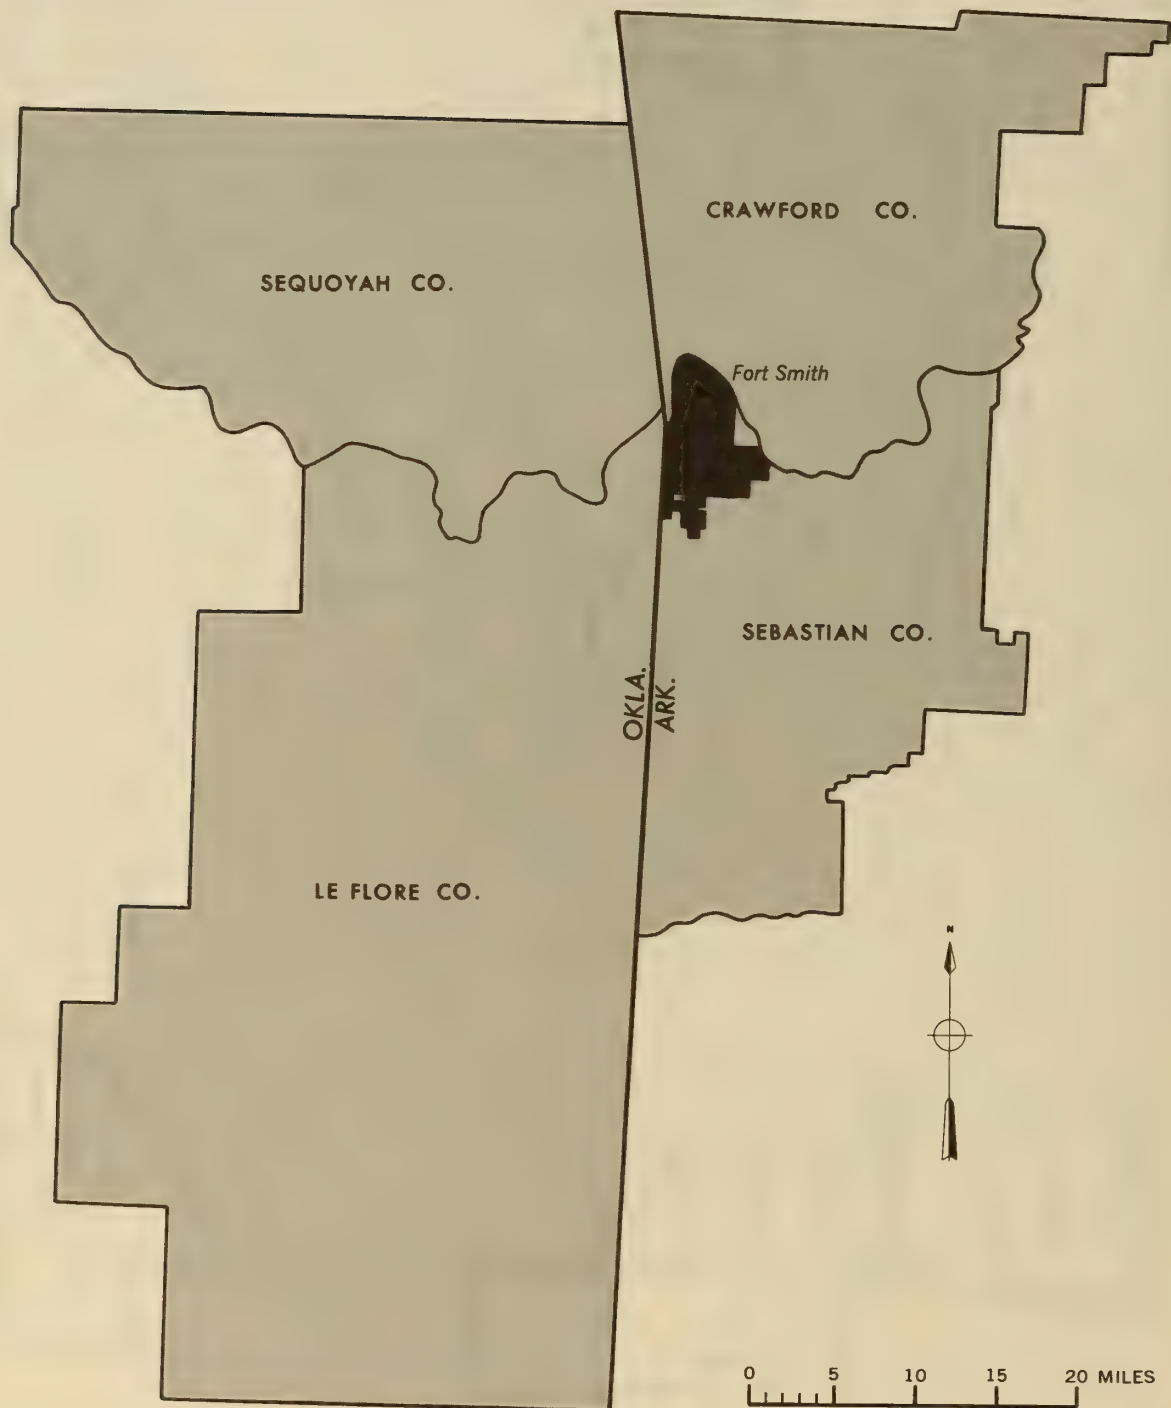 CRAWFORD CO.
SEQUOYAH CO.
Fort Smith
SEBASTIAN CO.
OKLA.
ARK.
LE FLORE CO.
N
0 5 10 15 20 MILES